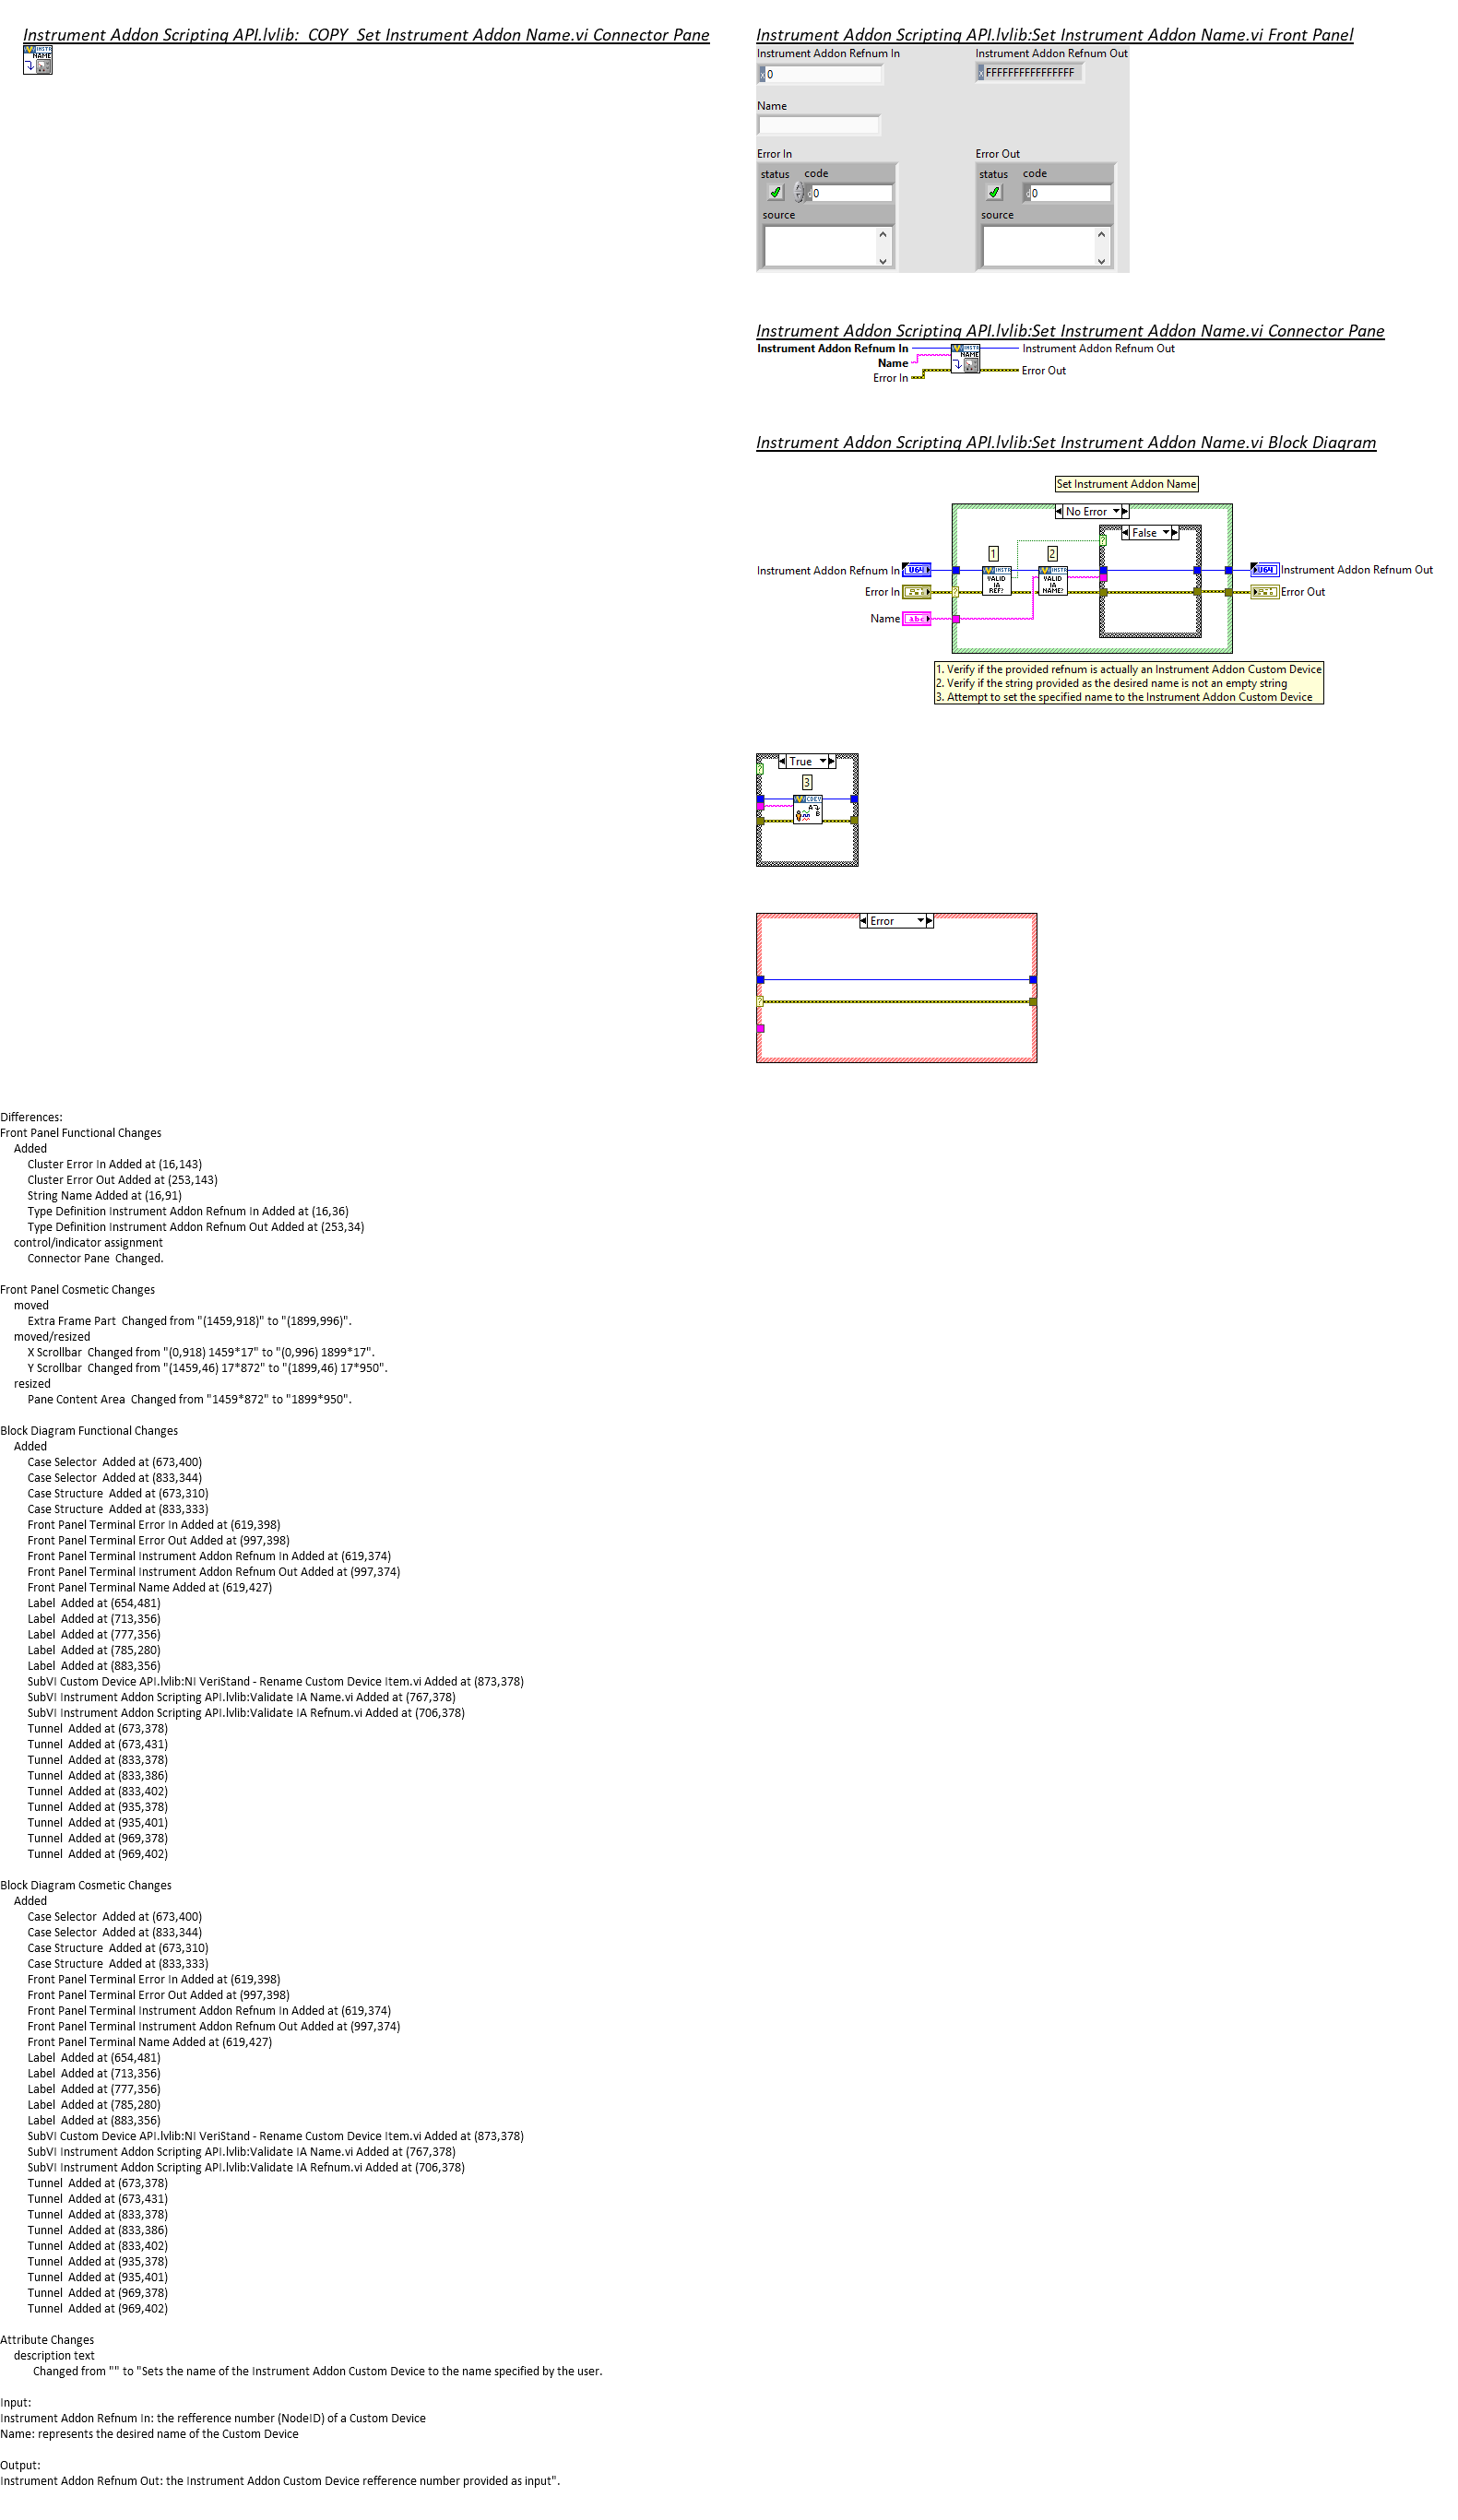 Instrument Addon Scripting API.lvlib:  COPY  Set Instrument Addon Name.vi Connector Pane
INSTR
NAME
Instrument Addon Scripting API.lvlib:Set Instrument Addon Name.vi Front Panel
Instrument Addon Refnum In
Instrument Addon Refnum Out
x 0
x FFFFFFFFFFFFFFFF
Name
Error In
Error Out
status code
status code
d 0
d 0
source
source
Instrument Addon Scripting API.lvlib:Set Instrument Addon Name.vi Connector Pane
Instrument Addon Refnum In
INSTR
NAME
Instrument Addon Refnum Out
Name
Error In
Error Out
Instrument Addon Scripting API.lvlib:Set Instrument Addon Name.vi Block Diagram
Set Instrument Addon Name
No Error
False
?
1
2
Instrument Addon Refnum In
U64
INSTR
VALID
IA
REF?
INSTR
VALID
IA
NAME?
U64
Instrument Addon Refnum Out
Error In
?
Error Out
Name
abc
1. Verify if the provided refnum is actually an Instrument Addon Custom Device
2. Verify if the string provided as the desired name is not an empty string
3. Attempt to set the specified name to the Instrument Addon Custom Device
True
?
3
CDEV
A
B
Error
?
Differences:
Front Panel Functional Changes
Added
Cluster Error In Added at (16,143)
Cluster Error Out Added at (253,143)
String Name Added at (16,91)
Type Definition Instrument Addon Refnum In Added at (16,36)
Type Definition Instrument Addon Refnum Out Added at (253,34)
control/indicator assignment
Connector Pane  Changed.
Front Panel Cosmetic Changes
moved
Extra Frame Part  Changed from "(1459,918)" to "(1899,996)".
moved/resized
X Scrollbar  Changed from "(0,918) 1459*17" to "(0,996) 1899*17".
Y Scrollbar  Changed from "(1459,46) 17*872" to "(1899,46) 17*950".
resized
Pane Content Area  Changed from "1459*872" to "1899*950".
Block Diagram Functional Changes
Added
Case Selector  Added at (673,400)
Case Selector  Added at (833,344)
Case Structure  Added at (673,310)
Case Structure  Added at (833,333)
Front Panel Terminal Error In Added at (619,398)
Front Panel Terminal Error Out Added at (997,398)
Front Panel Terminal Instrument Addon Refnum In Added at (619,374)
Front Panel Terminal Instrument Addon Refnum Out Added at (997,374)
Front Panel Terminal Name Added at (619,427)
Label  Added at (654,481)
Label  Added at (713,356)
Label  Added at (777,356)
Label  Added at (785,280)
Label  Added at (883,356)
SubVI Custom Device API.lvlib:NI VeriStand - Rename Custom Device Item.vi Added at (873,378)
SubVI Instrument Addon Scripting API.lvlib:Validate IA Name.vi Added at (767,378)
SubVI Instrument Addon Scripting API.lvlib:Validate IA Refnum.vi Added at (706,378)
Tunnel  Added at (673,378)
Tunnel  Added at (673,431)
Tunnel  Added at (833,378)
Tunnel  Added at (833,386)
Tunnel  Added at (833,402)
Tunnel  Added at (935,378)
Tunnel  Added at (935,401)
Tunnel  Added at (969,378)
Tunnel  Added at (969,402)
Block Diagram Cosmetic Changes
Added
Case Selector  Added at (673,400)
Case Selector  Added at (833,344)
Case Structure  Added at (673,310)
Case Structure  Added at (833,333)
Front Panel Terminal Error In Added at (619,398)
Front Panel Terminal Error Out Added at (997,398)
Front Panel Terminal Instrument Addon Refnum In Added at (619,374)
Front Panel Terminal Instrument Addon Refnum Out Added at (997,374)
Front Panel Terminal Name Added at (619,427)
Label  Added at (654,481)
Label  Added at (713,356)
Label  Added at (777,356)
Label  Added at (785,280)
Label  Added at (883,356)
SubVI Custom Device API.lvlib:NI VeriStand - Rename Custom Device Item.vi Added at (873,378)
SubVI Instrument Addon Scripting API.lvlib:Validate IA Name.vi Added at (767,378)
SubVI Instrument Addon Scripting API.lvlib:Validate IA Refnum.vi Added at (706,378)
Tunnel  Added at (673,378)
Tunnel  Added at (673,431)
Tunnel  Added at (833,378)
Tunnel  Added at (833,386)
Tunnel  Added at (833,402)
Tunnel  Added at (935,378)
Tunnel  Added at (935,401)
Tunnel  Added at (969,378)
Tunnel  Added at (969,402)
Attribute Changes
description text
Changed from "" to "Sets the name of the Instrument Addon Custom Device to the name specified by the user.
Input:
Instrument Addon Refnum In: the refference number (NodeID) of a Custom Device
Name: represents the desired name of the Custom Device
Output:
Instrument Addon Refnum Out: the Instrument Addon Custom Device refference number provided as input".